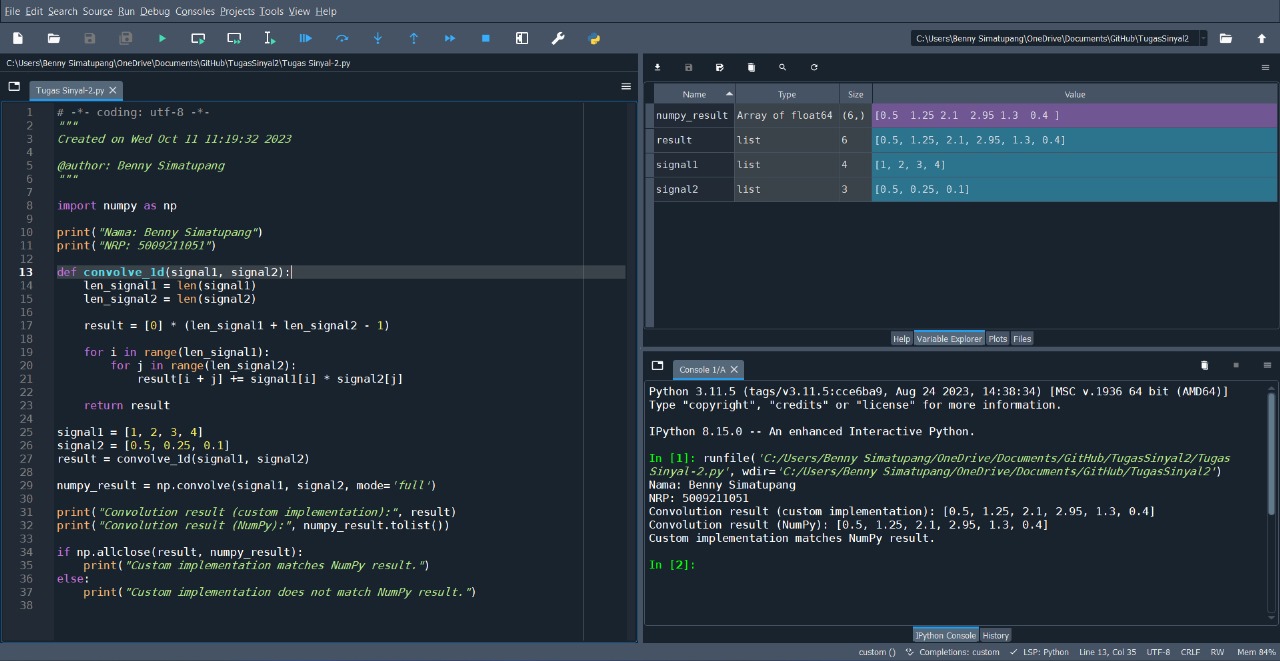 File Edit Search Source Run Debug Consoles Projects Tools View Help
C:\Users\Benny Simatupang\OneDrive\Documents\GitHub\TugasSinyal2
C:\Users\Benny Simatupang\OneDrive\Documents\GitHub\TugasSinyal2\Tugas Sinyal-2.py
Tugas Sinyal-2.py
1 # -*- coding: utf-8 -*-
2 """
3 Created on Wed Oct 11 11:19:32 2023
4
5 @author: Benny Simatupang
6 """
7
8 import numpy as np
9
10 print("Nama: Benny Simatupang")
11 print("NRP: 5009211051")
12
13 def convolve_1d(signal1, signal2):
14     len_signal1 = len(signal1)
15     len_signal2 = len(signal2)
16
17     result = [0] * (len_signal1 + len_signal2 - 1)
18
19     for i in range(len_signal1):
20         for j in range(len_signal2):
21             result[i + j] += signal1[i] * signal2[j]
22
23     return result
24
25 signal1 = [1, 2, 3, 4]
26 signal2 = [0.5, 0.25, 0.1]
27 result = convolve_1d(signal1, signal2)
28
29 numpy_result = np.convolve(signal1, signal2, mode='full')
30
31 print("Convolution result (custom implementation):", result)
32 print("Convolution result (NumPy):", numpy_result.tolist())
33
34 if np.allclose(result, numpy_result):
35     print("Custom implementation matches NumPy result.")
36 else:
37     print("Custom implementation does not match NumPy result.")
38
Name Type Size Value
numpy_result Array of float64 (6,) [0.5  1.25 2.1  2.95 1.3  0.4 ]
result list 6 [0.5, 1.25, 2.1, 2.95, 1.3, 0.4]
signal1 list 4 [1, 2, 3, 4]
signal2 list 3 [0.5, 0.25, 0.1]
Help Variable Explorer Plots Files
Console 1/A
Python 3.11.5 (tags/v3.11.5:cce6ba9, Aug 24 2023, 14:38:34) [MSC v.1936 64 bit (AMD64)]
Type "copyright", "credits" or "license" for more information.
IPython 8.15.0 -- An enhanced Interactive Python.
In [1]: runfile('C:/Users/Benny Simatupang/OneDrive/Documents/GitHub/TugasSinyal2/Tugas
Sinyal-2.py', wdir='C:/Users/Benny Simatupang/OneDrive/Documents/GitHub/TugasSinyal2')
Nama: Benny Simatupang
NRP: 5009211051
Convolution result (custom implementation): [0.5, 1.25, 2.1, 2.95, 1.3, 0.4]
Convolution result (NumPy): [0.5, 1.25, 2.1, 2.95, 1.3, 0.4]
Custom implementation matches NumPy result.
In [2]:
IPython Console History
custom () Completions: custom LSP: Python Line 13, Col 35 UTF-8 CRLF RW Mem 84%